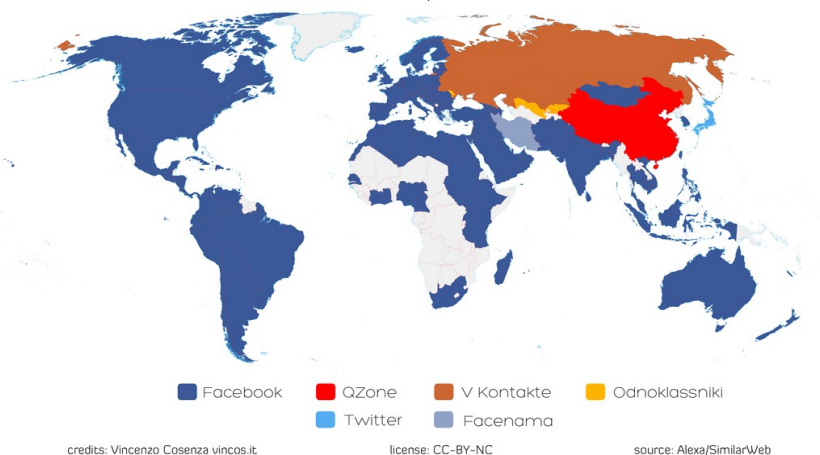 Facebook QZone V Kontakte Odnoklassniki
Twitter Facenama
credits: Vincenzo Cosenza vincos.it license: CC-BY-NC source: Alexa/SimilarWeb